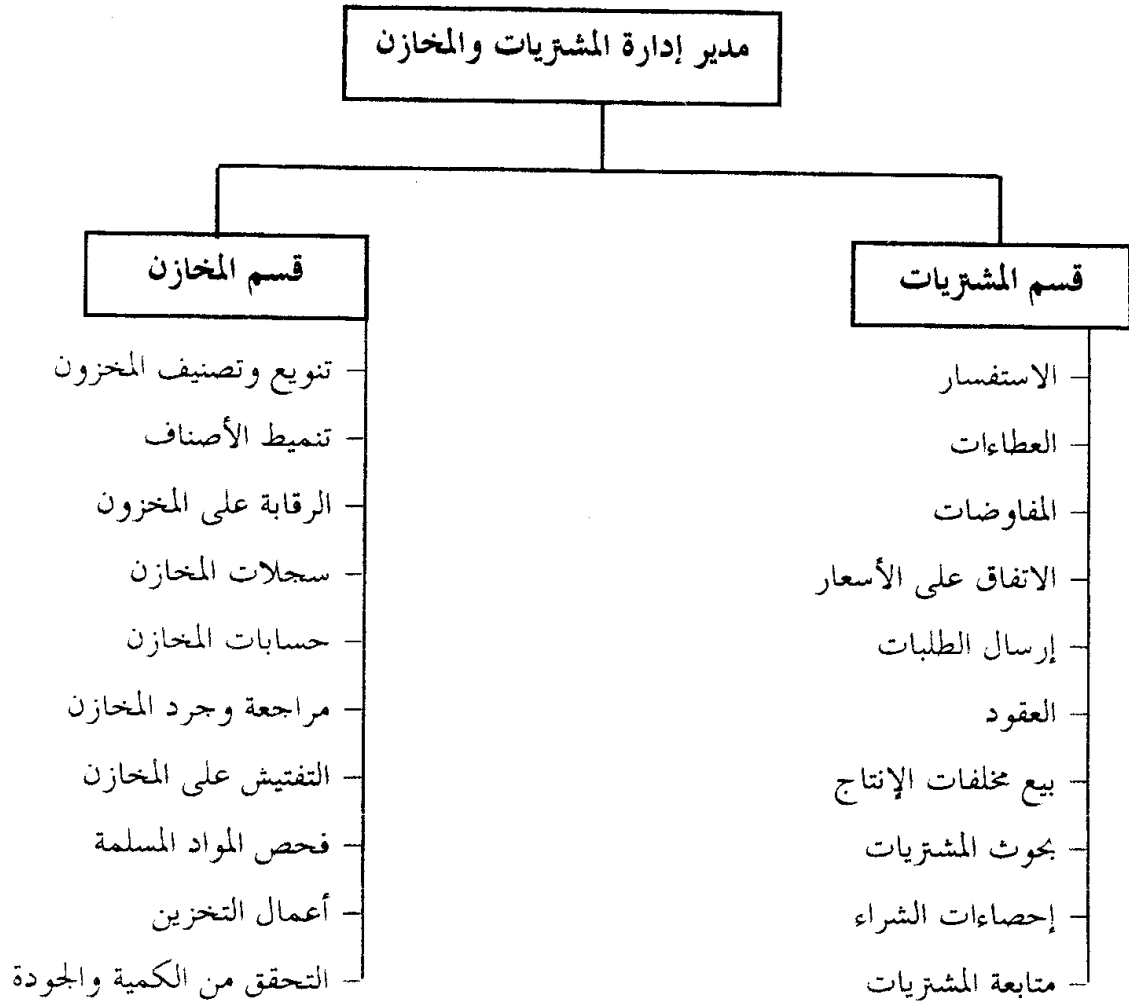 مدير إدارة المشتريات والمخازن
قسم المشتريات
– الاستفسار
– العطاءات
– المفاوضات
– الاتفاق على الأسعار
– إرسال الطلبات
– العقود
– بيع مخلفات الإنتاج
– بحوث المشتريات
– إحصاءات الشراء
– متابعة المشتريات
قسم المخازن
– تنويع وتصنيف المخزون
– تنميط الأصناف
– الرقابة على المخزون
– سجلات المخازن
– حسابات المخازن
– مراجعة وجرد المخازن
– التفتيش على المخازن
– فحص المواد المسلمة
– أعمال التخزين
– التحقق من الكمية والجودة